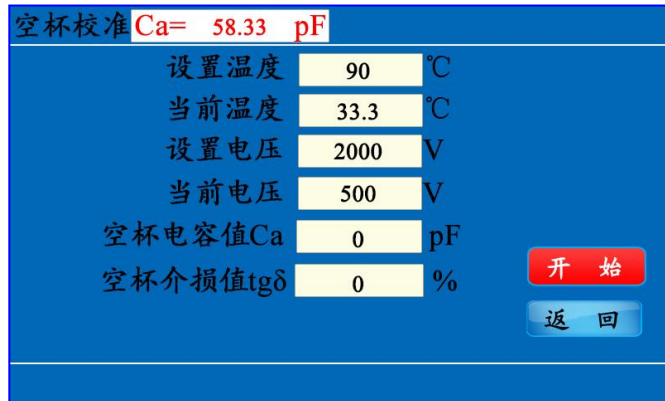 空杯校准 Ca= 58.33 pF
设置温度 90 ℃
当前温度 33.3 ℃
设置电压 2000 V
当前电压 500 V
空杯电容值Ca 0 pF
空杯介损值tgδ 0 %
开 始
返 回